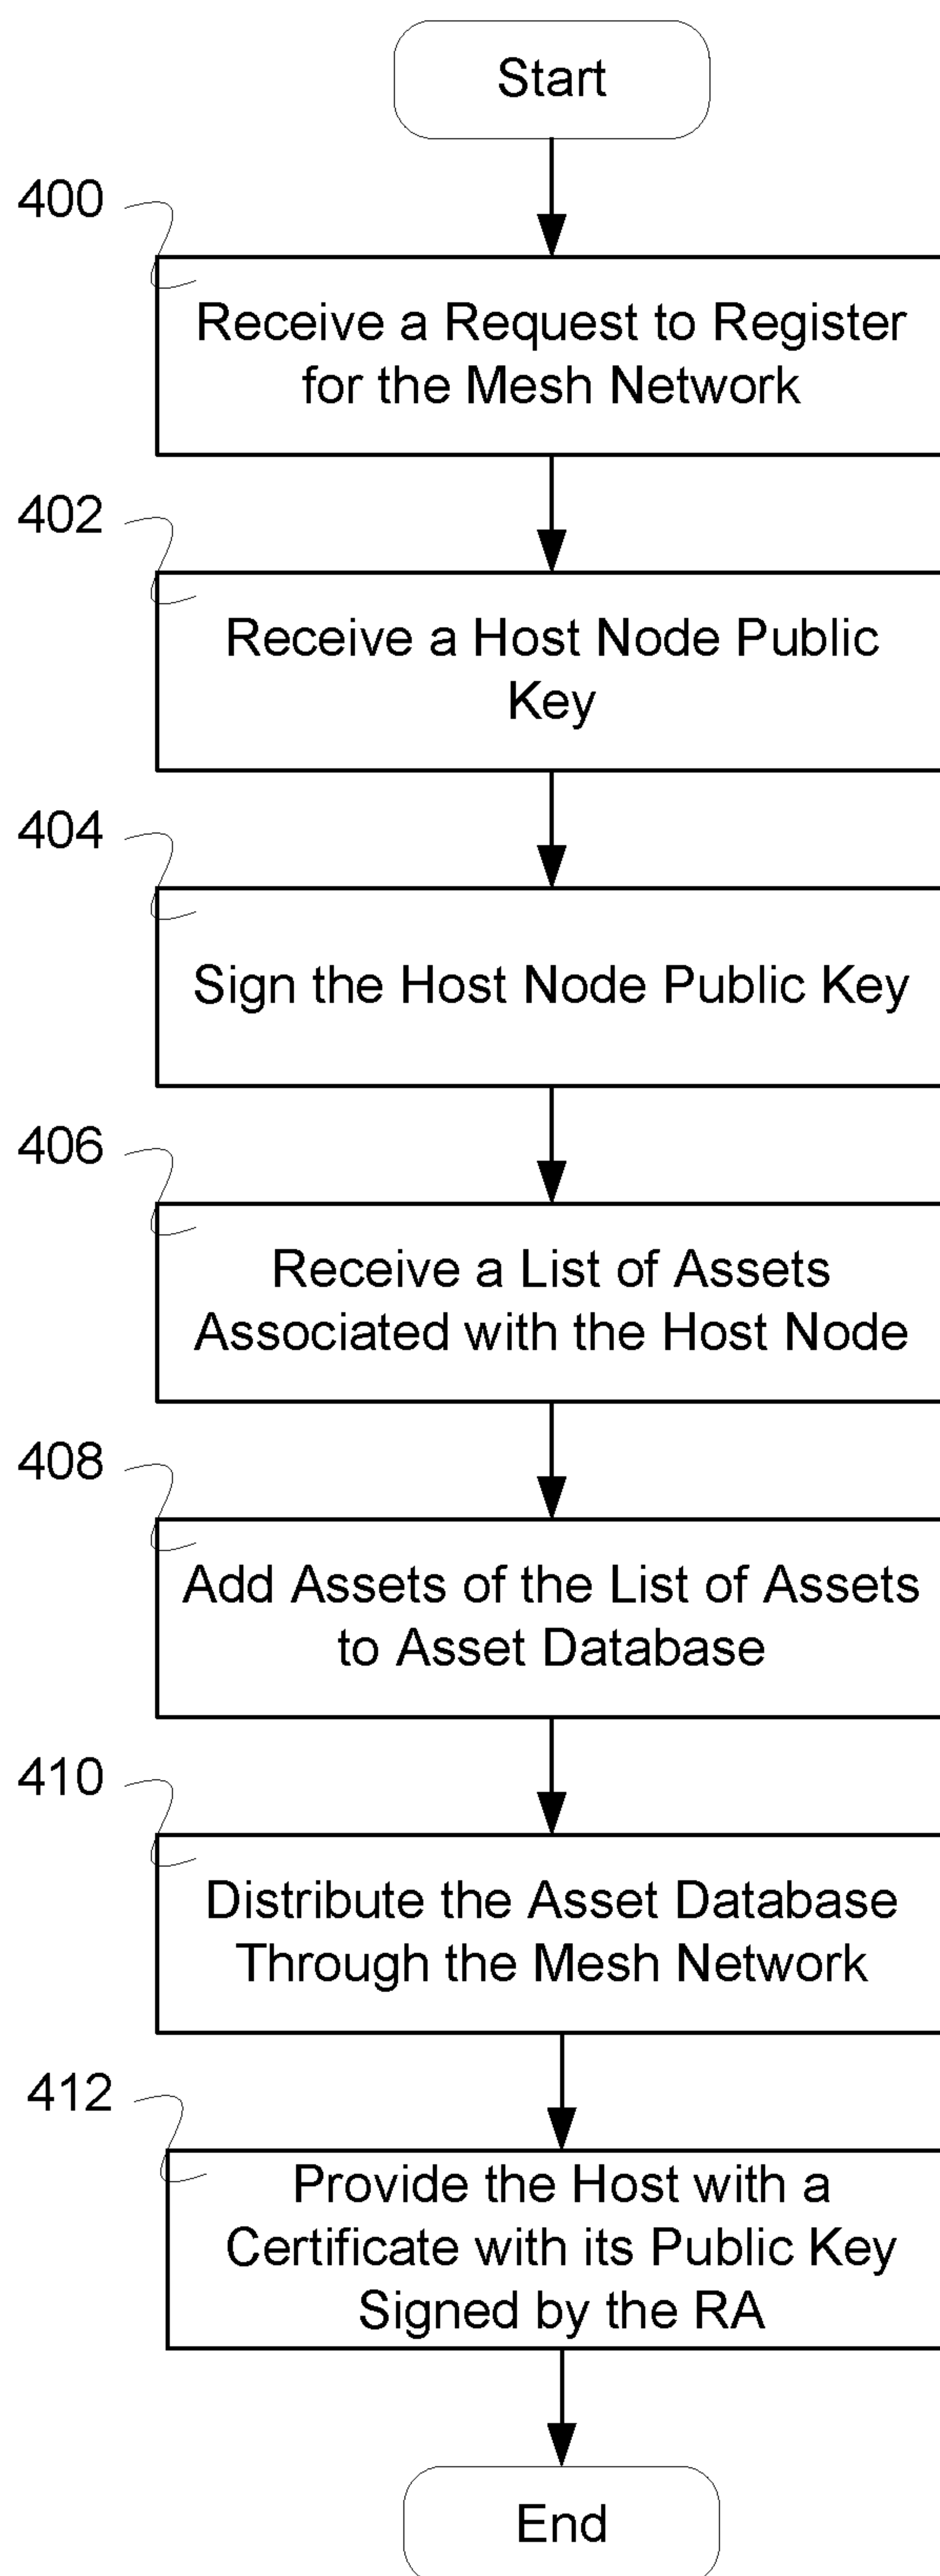 Start
400
Receive a Request to Register
for the Mesh Network
402
Receive a Host Node Public
Key
404
Sign the Host Node Public Key
406
Receive a List of Assets
Associated with the Host Node
408
Add Assets of the List of Assets
to Asset Database
410
Distribute the Asset Database
Through the Mesh Network
412
Provide the Host with a
Certificate with its Public Key
Signed by the RA
End